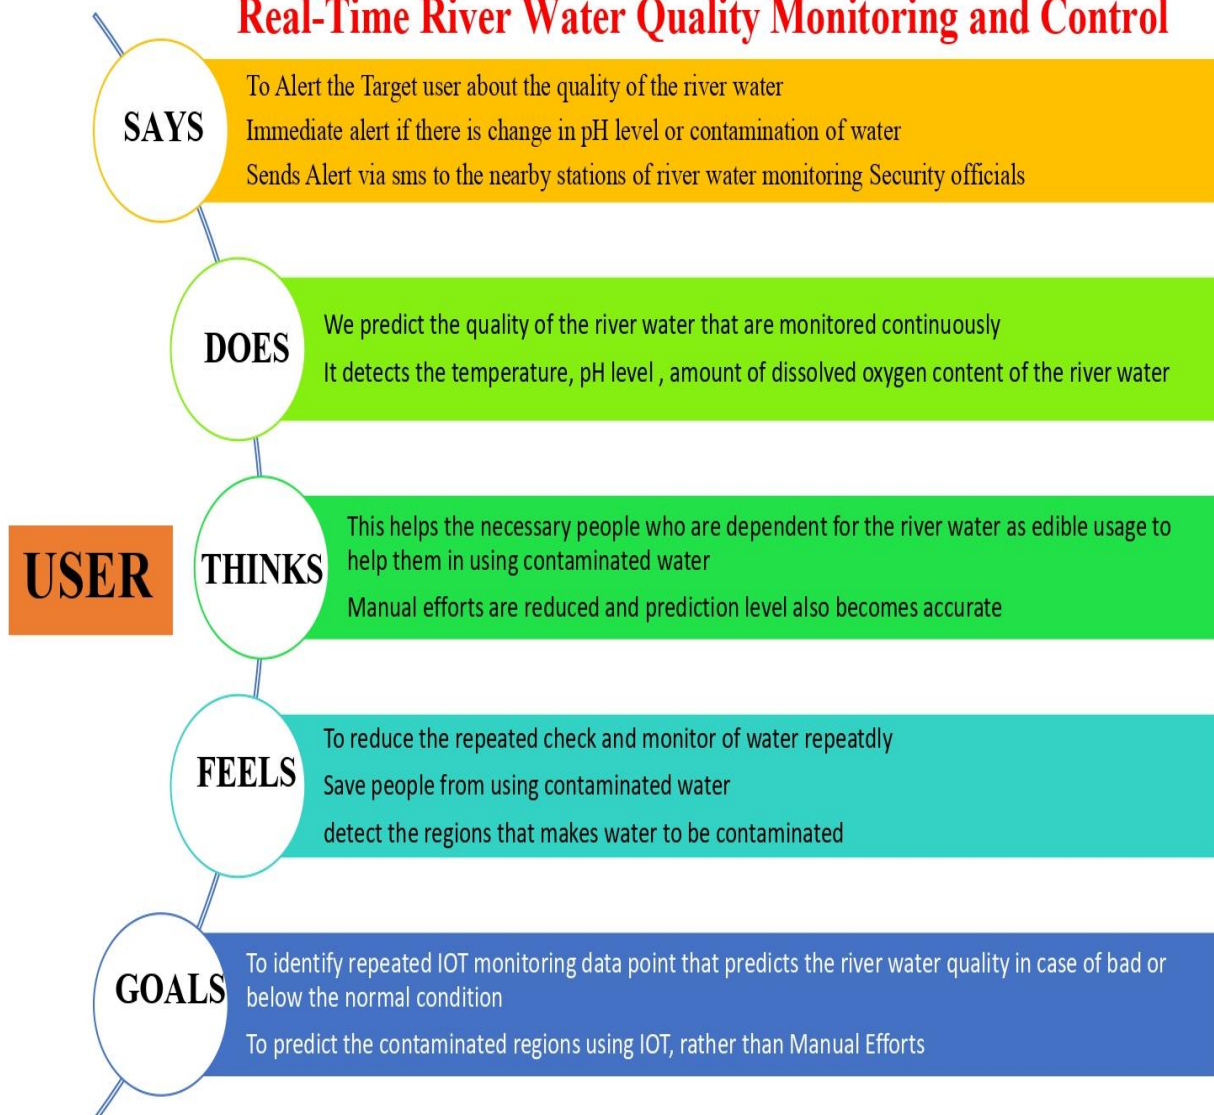 Real-Time River Water Quality Monitoring and Control
SAYS
To Alert the Target user about the quality of the river water
Immediate alert if there is change in pH level or contamination of water
Sends Alert via sms to the nearby stations of river water monitoring Security officials
DOES
We predict the quality of the river water that are monitored continuously
It detects the temperature, pH level , amount of dissolved oxygen content of the river water
USER
THINKS
This helps the necessary people who are dependent for the river water as edible usage to
help them in using contaminated water
Manual efforts are reduced and prediction level also becomes accurate
FEELS
To reduce the repeated check and monitor of water repeatdly
Save people from using contaminated water
detect the regions that makes water to be contaminated
GOALS
To identify repeated IOT monitoring data point that predicts the river water quality in case of bad or
below the normal condition
To predict the contaminated regions using IOT, rather than Manual Efforts